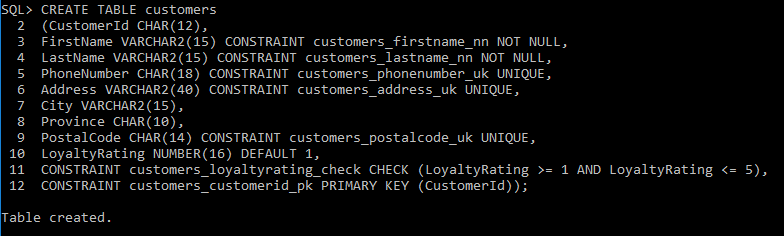 SQL> CREATE TABLE customers
2 (CustomerId CHAR(12),
3 FirstName VARCHAR2(15) CONSTRAINT customers_firstname_nn NOT NULL,
4 LastName VARCHAR2(15) CONSTRAINT customers_lastname_nn NOT NULL,
5 PhoneNumber CHAR(18) CONSTRAINT customers_phonenumber_uk UNIQUE,
6 Address VARCHAR2(40) CONSTRAINT customers_address_uk UNIQUE,
7 City VARCHAR2(15),
8 Province CHAR(10),
9 PostalCode CHAR(14) CONSTRAINT customers_postalcode_uk UNIQUE,
10 LoyaltyRating NUMBER(16) DEFAULT 1,
11 CONSTRAINT customers_loyaltyrating_check CHECK (LoyaltyRating >= 1 AND LoyaltyRating <= 5),
12 CONSTRAINT customers_customerid_pk PRIMARY KEY (CustomerId));
Table created.